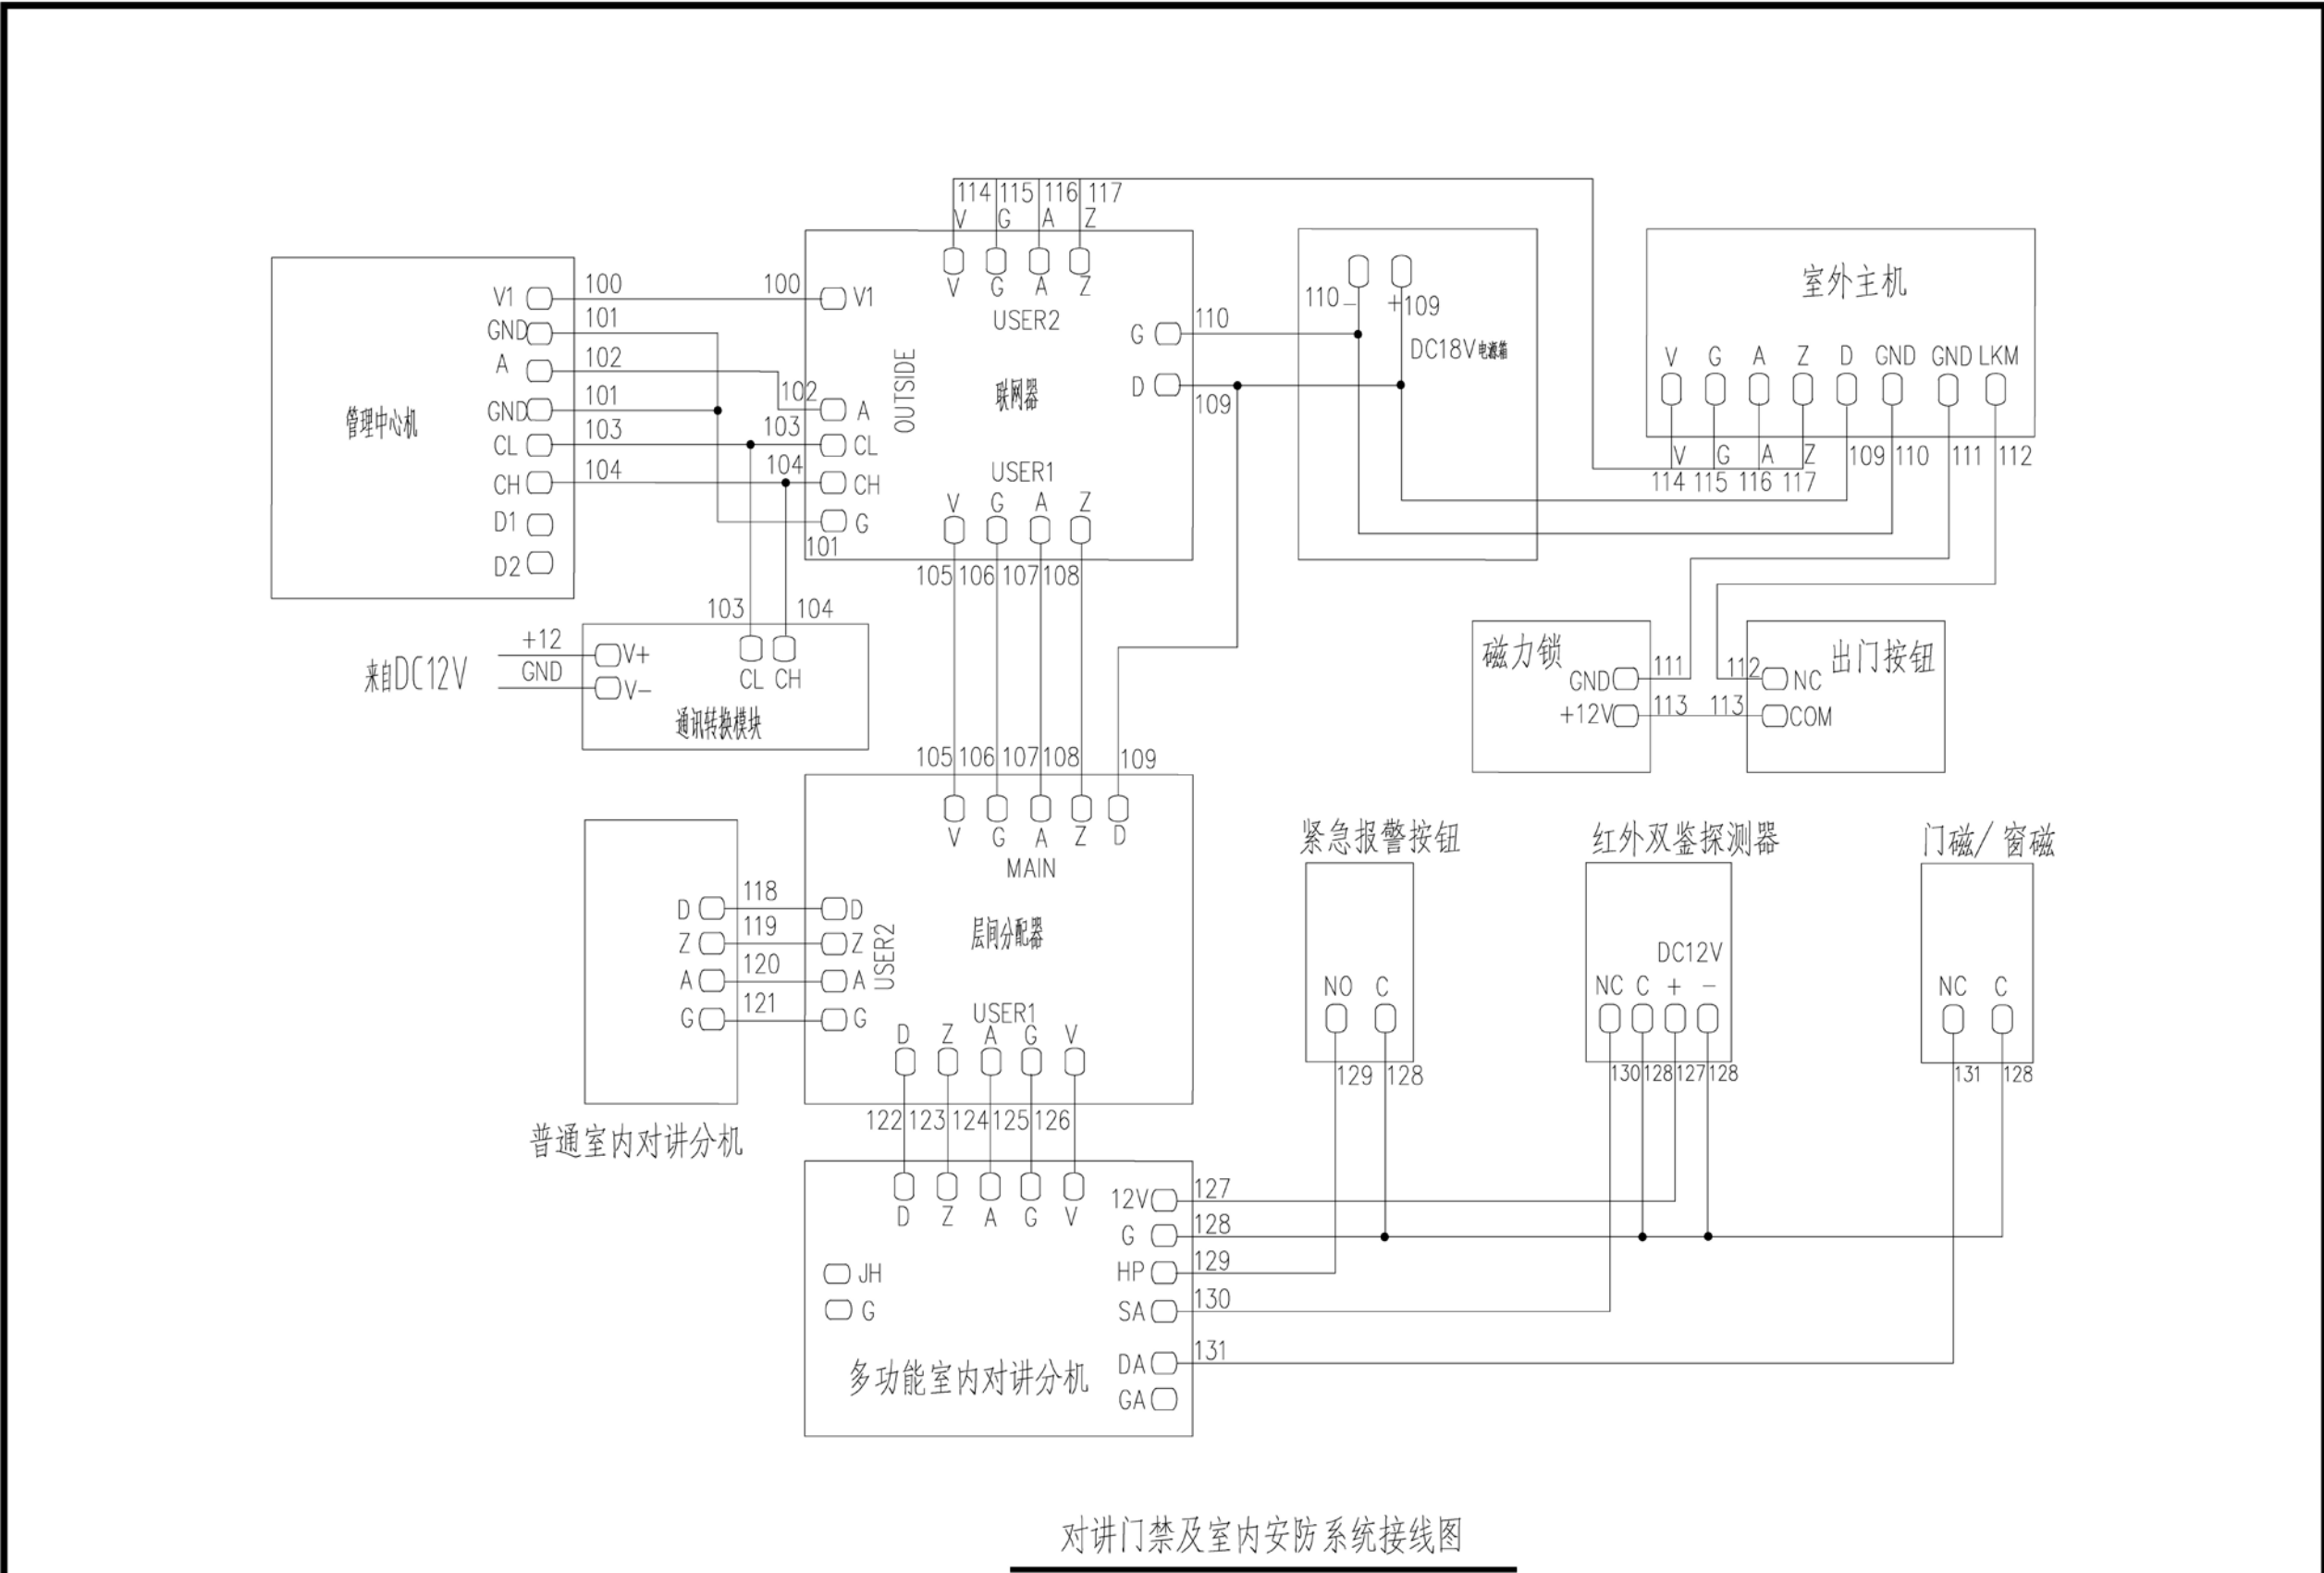 114 115 116 117
V G A Z
V G A Z
USER2
OUTSIDE
联网器
USER1
V G A Z
105 106 107 108
100 V1
102 A
103 CL
104 CH
G
101
G 110
D 109
管理中心机
V1 100
GND 101
A 102
GND 101
CL 103
CH 104
D1
D2
110 - + 109
DC18V电源箱
室外主机
V G A Z D GND GND LKM
V G A Z 109 110 111 112
114 115 116 117
来自DC12V
+12
GND
V+
V-
103 104
CL CH
通讯转换模块
磁力锁
GND 111
+12V 113
出门按钮
112 NC
113 COM
105 106 107 108 109
V G A Z D
MAIN
层间分配器
D 118 D
Z 119 Z
A 120 A
G 121 G
USER2
普通室内对讲分机
USER1
D Z A G V
122 123 124 125 126
D Z A G V
JH
G
多功能室内对讲分机
12V 127
G 128
HP 129
SA 130
DA 131
GA
紧急报警按钮
NO C
129 128
红外双鉴探测器
DC12V
NC C + -
130 128 127 128
门磁/窗磁
NC C
131 128
对讲门禁及室内安防系统接线图